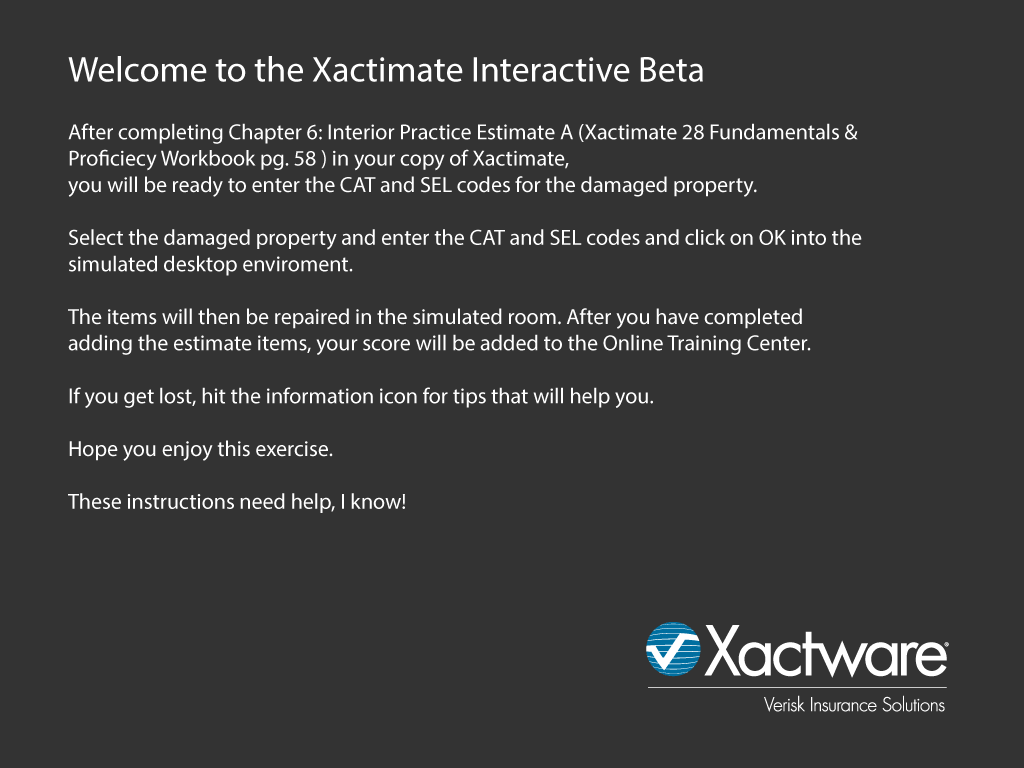 Welcome to the Xactimate Interactive Beta
After completing Chapter 6: Interior Practice Estimate A (Xactimate 28 Fundamentals &
Proficiecy Workbook pg. 58 ) in your copy of Xactimate,
you will be ready to enter the CAT and SEL codes for the damaged property.
Select the damaged property and enter the CAT and SEL codes and click on OK into the
simulated desktop enviroment.
The items will then be repaired in the simulated room. After you have completed
adding the estimate items, your score will be added to the Online Training Center.
If you get lost, hit the information icon for tips that will help you.
Hope you enjoy this exercise.
These instructions need help, I know!
Xactware®
Verisk Insurance Solutions